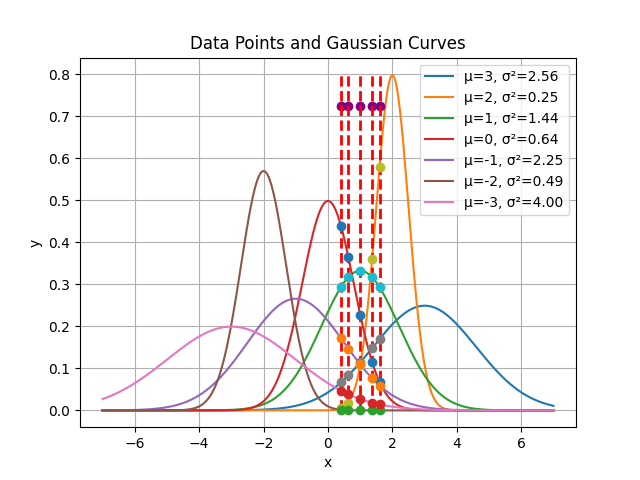 Data Points and Gaussian Curves
μ=3, σ²=2.56
μ=2, σ²=0.25
μ=1, σ²=1.44
μ=0, σ²=0.64
μ=-1, σ²=2.25
μ=-2, σ²=0.49
μ=-3, σ²=4.00
0.8
0.7
0.6
0.5
0.4
0.3
0.2
0.1
0.0
y
−6 −4 −2 0 2 4 6
x